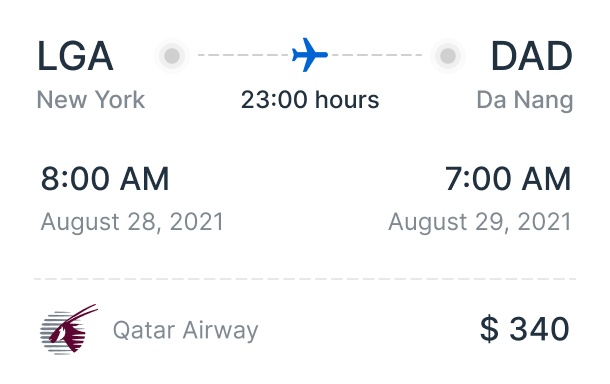 LGA DAD
New York 23:00 hours Da Nang
8:00 AM 7:00 AM
August 28, 2021 August 29, 2021
Qatar Airway $ 340